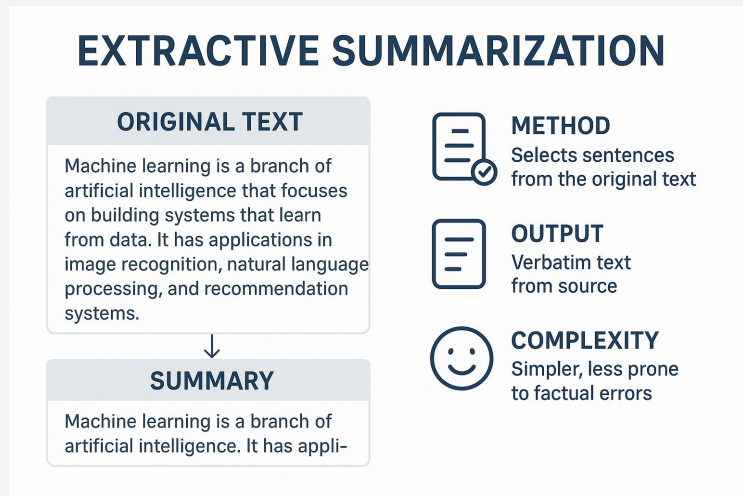 EXTRACTIVE SUMMARIZATION
ORIGINAL TEXT
Machine learning is a branch of
artificial intelligence that focuses
on building systems that learn
from data. It has applications in
image recognition, natural language
processing, and recommendation
systems.
SUMMARY
Machine learning is a branch of
artificial intelligence. It has appli-
METHOD
Selects sentences
from the original text
OUTPUT
Verbatim text
from source
COMPLEXITY
Simpler, less prone
to factual errors